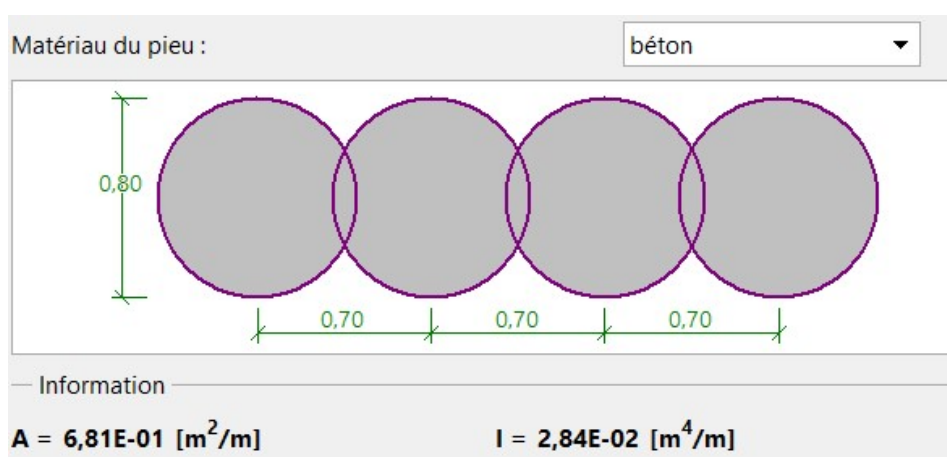 Matériau du pieu : béton
0,80
0,70 0,70 0,70
Information
A = 6,81E-01 [m²/m] I = 2,84E-02 [m⁴/m]